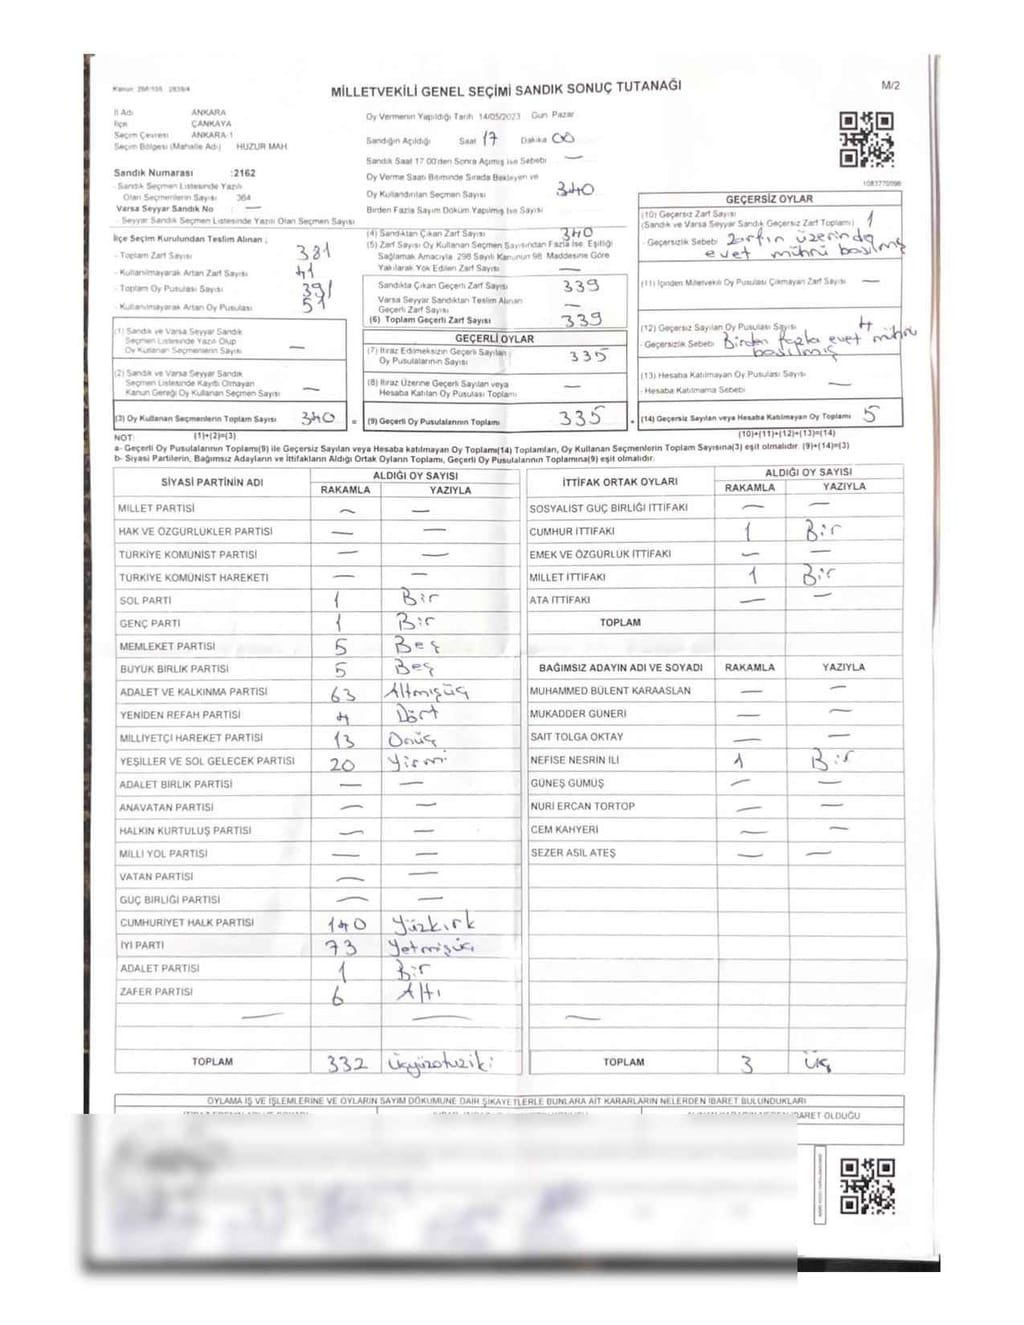 Kanun: 298/105 2839/4
MİLLETVEKİLİ GENEL SEÇİMİ SANDIK SONUÇ TUTANAĞI
M/2
İl Adı ANKARA
İlçe ÇANKAYA
Seçim Çevresi ANKARA-1
Seçim Bölgesi (Mahalle Adı) HUZUR MAH.
Oy Vermenin Yapıldığı Tarih 14/05/2023 Gün Pazar
Sandığın Açıldığı Saat 17 Dakika 00
Sandık Saat 17.00'den Sonra Açılmış İse Sebebi —
Oy Verme Saati Bitiminde Sırada Bekleyen ve
Oy Kullandırılan Seçmen Sayısı 340
Birden Fazla Sayım Döküm Yapılmış İse Sayısı
Sandık Numarası :2162
- Sandık Seçmen Listesinde Yazılı
Olan Seçmenlerin Sayısı 364
Varsa Seyyar Sandık No —
- Seyyar Sandık Seçmen Listesinde Yazılı Olan Seçmen Sayısı
İlçe Seçim Kurulundan Teslim Alınan ;
- Toplam Zarf Sayısı 381
- Kullanılmayarak Artan Zarf Sayısı 41
- Toplam Oy Pusulası Sayısı 391
- Kullanılmayarak Artan Oy Pusulası 51
(1) Sandık ve Varsa Seyyar Sandık
Seçmen Listesinde Yazılı Olup
Oy Kullanan Seçmenlerin Sayısı —
(2) Sandık ve Varsa Seyyar Sandık
Seçmen Listesinde Kaydı Olmayan
Kanun Gereği Oy Kullanan Seçmen Sayısı —
(3) Oy Kullanan Seçmenlerin Toplam Sayısı 340 =
(1)+(2)=(3)
(4) Sandıktan Çıkan Zarf Sayısı 340
(5) Zarf Sayısı Oy Kullanan Seçmen Sayısından Fazla İse, Eşitliği
Sağlamak Amacıyla 298 Sayılı Kanunun 98. Maddesine Göre
Yakılarak Yok Edilen Zarf Sayısı —
Sandıkta Çıkan Geçerli Zarf Sayısı 339
Varsa Seyyar Sandıktan Teslim Alınan
Geçerli Zarf Sayısı —
(6) Toplam Geçerli Zarf Sayısı 339
GEÇERLİ OYLAR
(7) İtiraz Edilmeksizin Geçerli Sayılan
Oy Pusulalarının Sayısı 335
(8) İtiraz Üzerine Geçerli Sayılan veya
Hesaba Katılan Oy Pusulası Toplamı —
(9) Geçerli Oy Pusulalarının Toplamı 335 +
1083770098
GEÇERSİZ OYLAR
(10) Geçersiz Zarf Sayısı
(Sandık ve Varsa Seyyar Sandık Geçersiz Zarf Toplamı) 1
- Geçersizlik Sebebi Zarfın üzerinde
evet mührü basılmış
(11) İçinden Milletvekili Oy Pusulası Çıkmayan Zarf Sayısı —
(12) Geçersiz Sayılan Oy Pusulası Sayısı 4
- Geçersizlik Sebebi Birden fazla evet mührü
basılmış
(13) Hesaba Katılmayan Oy Pusulası Sayısı —
- Hesaba Katılmama Sebebi —
(14) Geçersiz Sayılan veya Hesaba Katılmayan Oy Toplamı 5
(10)+(11)+(12)+(13)=(14)
NOT:
a- Geçerli Oy Pusulalarının Toplamı(9) ile Geçersiz Sayılan veya Hesaba katılmayan Oy Toplam(14) Toplamları, Oy Kullanan Seçmenlerin Toplam Sayısına(3) eşit olmalıdır. (9)+(14)=(3)
b- Siyasi Partilerin, Bağımsız Adayların ve İttifakların Aldığı Ortak Oyların Toplamı, Geçerli Oy Pusulalarının Toplamına(9) eşit olmalıdır.
SİYASİ PARTİNİN ADI ALDIĞI OY SAYISI
RAKAMLA YAZIYLA
MİLLET PARTİSİ — —
HAK VE ÖZGÜRLÜKLER PARTİSİ — —
TÜRKİYE KOMÜNİST PARTİSİ — —
TÜRKİYE KOMÜNİST HAREKETİ — —
SOL PARTİ 1 Bir
GENÇ PARTİ 1 Bir
MEMLEKET PARTİSİ 5 Beş
BÜYÜK BİRLİK PARTİSİ 5 Beş
ADALET VE KALKINMA PARTİSİ 63 Altmışüç
YENİDEN REFAH PARTİSİ 4 Dört
MİLLİYETÇİ HAREKET PARTİSİ 13 Onüç
YEŞİLLER VE SOL GELECEK PARTİSİ 20 Yirmi
ADALET BİRLİK PARTİSİ — —
ANAVATAN PARTİSİ — —
HALKIN KURTULUŞ PARTİSİ — —
MİLLİ YOL PARTİSİ — —
VATAN PARTİSİ — —
GÜÇ BİRLİĞİ PARTİSİ — —
CUMHURİYET HALK PARTİSİ 140 Yüzkırk
İYİ PARTİ 73 Yetmişüç
ADALET PARTİSİ 1 Bir
ZAFER PARTİSİ 6 Altı
— —
TOPLAM 332 Üçyüzotuziki
İTTİFAK ORTAK OYLARI ALDIĞI OY SAYISI
RAKAMLA YAZIYLA
SOSYALİST GÜÇ BİRLİĞİ İTTİFAKI — —
CUMHUR İTTİFAKI 1 Bir
EMEK VE ÖZGÜRLÜK İTTİFAKI — —
MİLLET İTTİFAKI 1 Bir
ATA İTTİFAKI — —
TOPLAM
BAĞIMSIZ ADAYIN ADI VE SOYADI RAKAMLA YAZIYLA
MUHAMMED BÜLENT KARAASLAN — —
MUKADDER GÜNERİ — —
SAİT TOLGA OKTAY — —
NEFİSE NESRİN İLİ 1 Bir
GÜNEŞ GÜMÜŞ — —
NURİ ERCAN TORTOP — —
CEM KAHYERİ — —
SEZER ASIL ATEŞ — —
—
TOPLAM 3 Üç
OYLAMA İŞ VE İŞLEMLERİNE VE OYLARIN SAYIM DÖKÜMÜNE DAİR ŞİKAYETLERLE BUNLARA AİT KARARLARIN NELERDEN İBARET BULUNDUKLARI